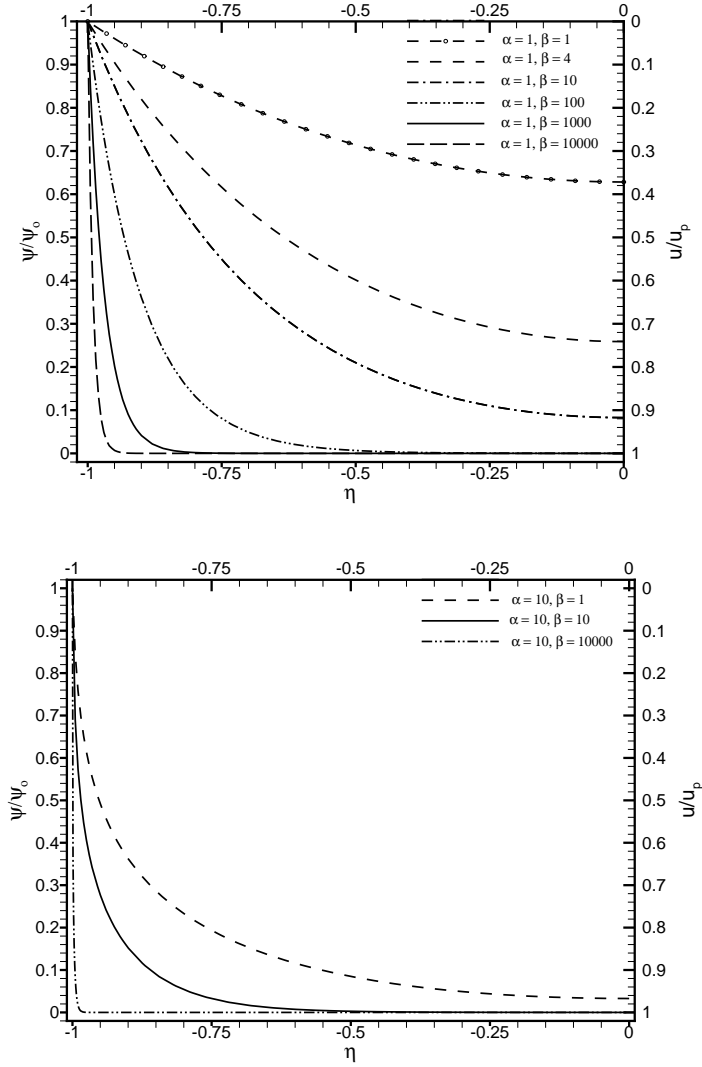 -1 -0.75 -0.5 -0.25 0
1 0
0.9 0.1
0.8 0.2
0.7 0.3
0.6 0.4
0.5 0.5
0.4 0.6
0.3 0.7
0.2 0.8
0.1 0.9
0 1
α = 1, β = 1
α = 1, β = 4
α = 1, β = 10
α = 1, β = 100
α = 1, β = 1000
α = 1, β = 10000
ψ/ψo
u/up
-1 -0.75 -0.5 -0.25 0
η
-1 -0.75 -0.5 -0.25 0
1 0
0.9 0.1
0.8 0.2
0.7 0.3
0.6 0.4
0.5 0.5
0.4 0.6
0.3 0.7
0.2 0.8
0.1 0.9
0 1
α = 10, β = 1
α = 10, β = 10
α = 10, β = 10000
ψ/ψo
u/up
-1 -0.75 -0.5 -0.25 0
η